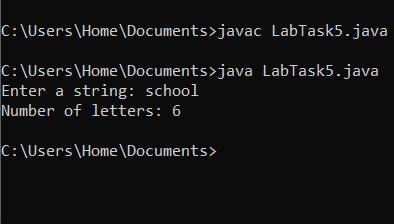 C:\Users\Home\Documents>javac LabTask5.java
C:\Users\Home\Documents>java LabTask5.java
Enter a string: school
Number of letters: 6
C:\Users\Home\Documents>